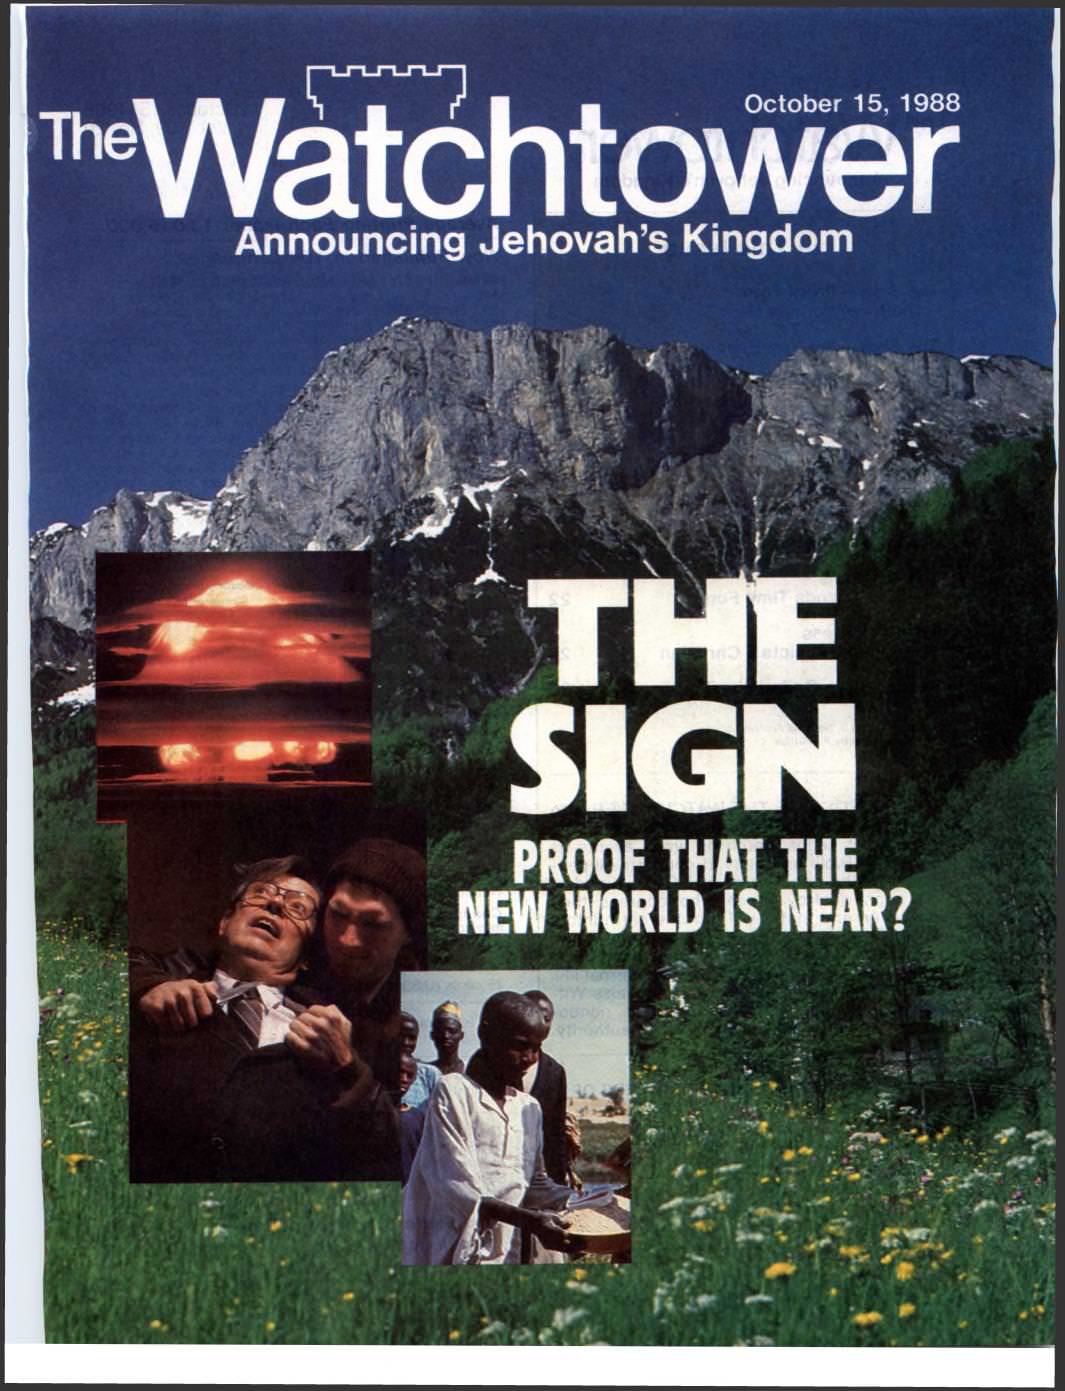 October 15, 1988
The Watchtower
Announcing Jehovah's Kingdom
THE
SIGN
PROOF THAT THE
NEW WORLD IS NEAR?